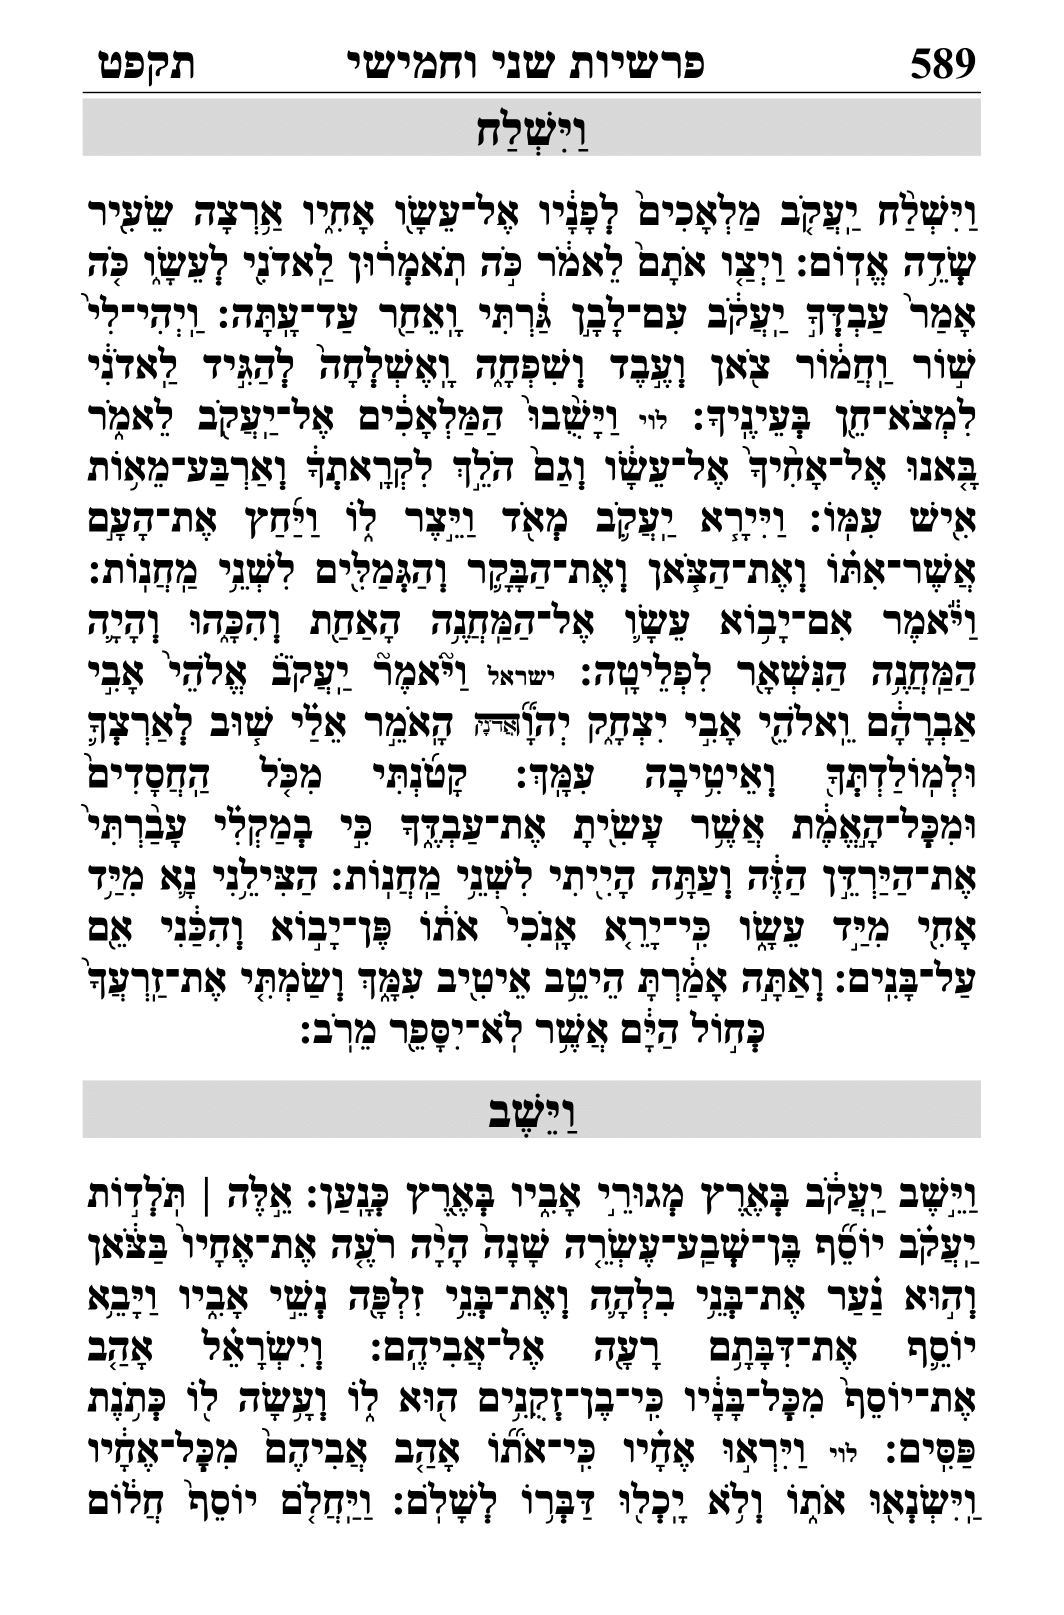 589 פרשיות שני וחמישי תקפט
וַיִּשְׁלַח
וַיִּשְׁלַ֨ח יַֽעֲקֹ֤ב מַלְאָכִים֙ לְפָנָ֔יו אֶל־עֵשָׂ֖ו אָחִ֑יו אַ֥רְצָה שֵׂעִ֖יר
שְׂדֵ֥ה אֱדֽוֹם: וַיְצַ֤ו אֹתָם֙ לֵאמֹ֔ר כֹּ֣ה תֹֽאמְר֔וּן לַֽאדֹנִ֖י לְעֵשָׂ֑ו כֹּ֤ה
אָמַר֙ עַבְדְּךָ֣ יַֽעֲקֹ֔ב עִם־לָבָ֣ן גַּ֔רְתִּי וָֽאֵחַ֖ר עַד־עָֽתָּה: וַֽיְהִי־לִי֙
שׁ֣וֹר וַֽחֲמ֔וֹר צֹ֖אן וְעֶ֣בֶד וְשִׁפְחָ֑ה וָֽאֶשְׁלְחָה֙ לְהַגִּ֣יד לַֽאדֹנִ֔י
לִמְצֹא־חֵ֖ן בְּעֵינֶֽיךָ: לוי וַיָּשֻׁ֨בוּ֙ הַמַּלְאָכִ֔ים אֶל־יַֽעֲקֹ֖ב לֵאמֹ֑ר
בָּ֤אנוּ אֶל־אָחִ֨יךָ֙ אֶל־עֵשָׂ֔ו וְגַם֙ הֹלֵ֣ךְ לִקְרָֽאתְךָ֔ וְאַרְבַּע־מֵא֥וֹת
אִ֖ישׁ עִמּֽוֹ: וַיִּירָ֧א יַֽעֲקֹ֛ב מְאֹ֖ד וַיֵּ֣צֶר ל֑וֹ וַיַּ֜חַץ אֶת־הָעָ֣ם
אֲשֶׁר־אִתּ֗וֹ וְאֶת־הַצֹּ֧אן וְאֶת־הַבָּקָ֛ר וְהַגְּמַלִּ֖ים לִשְׁנֵ֥י מַֽחֲנֽוֹת:
וַיֹּ֕אמֶר אִם־יָב֥וֹא עֵשָׂ֛ו אֶל־הַמַּֽחֲנֶ֥ה הָאַחַ֖ת וְהִכָּ֑הוּ וְהָיָ֛ה
הַמַּֽחֲנֶ֥ה הַנִּשְׁאָ֖ר לִפְלֵיטָֽה: ישראל וַיֹּ֘אמֶר֘ יַֽעֲקֹב֒ אֱלֹהֵי֙ אָבִ֣י
אַבְרָהָ֔ם וֵֽאלֹהֵ֖י אָבִ֣י יִצְחָ֑ק יְהֹוָ֞ה הָֽאֹמֵ֣ר אֵלַ֗י שׁ֧וּב לְאַרְצְךָ֛
וּלְמֽוֹלַדְתְּךָ֖ וְאֵיטִ֥יבָה עִמָּֽךְ: קָטֹ֜נְתִּי מִכֹּ֤ל הַֽחֲסָדִים֙
וּמִכָּל־הָ֣אֱמֶ֔ת אֲשֶׁ֥ר עָשִׂ֖יתָ אֶת־עַבְדֶּ֑ךָ כִּ֣י בְמַקְלִ֗י עָבַ֨רְתִּי֙
אֶת־הַיַּרְדֵּ֣ן הַזֶּ֔ה וְעַתָּ֥ה הָיִ֖יתִי לִשְׁנֵ֥י מַֽחֲנֽוֹת: הַצִּילֵ֥נִי נָ֛א מִיַּ֥ד
אָחִ֖י מִיַּ֣ד עֵשָׂ֑ו כִּֽי־יָרֵ֤א אָֽנֹכִי֙ אֹת֔וֹ פֶּן־יָב֣וֹא וְהִכַּ֔נִי אֵ֖ם
עַל־בָּנִֽים: וְאַתָּ֣ה אָמַ֔רְתָּ הֵיטֵ֥ב אֵיטִ֖יב עִמָּ֑ךְ וְשַׂמְתִּ֤י אֶת־זַֽרְעֲךָ֙
כְּח֣וֹל הַיָּ֔ם אֲשֶׁ֥ר לֹֽא־יִסָּפֵ֖ר מֵרֹֽב:
וַיֵּשֶׁב
וַיֵּ֣שֶׁב יַֽעֲקֹ֔ב בְּאֶ֖רֶץ מְגוּרֵ֣י אָבִ֑יו בְּאֶ֖רֶץ כְּנָֽעַן: אֵ֣לֶּה | תֹּֽלְד֣וֹת
יַֽעֲקֹ֗ב יוֹסֵ֞ף בֶּן־שְׁבַֽע־עֶשְׂרֵ֤ה שָׁנָה֙ הָיָ֨ה רֹעֶ֤ה אֶת־אֶחָיו֙ בַּצֹּ֔אן
וְה֣וּא נַ֗עַר אֶת־בְּנֵ֥י בִלְהָ֛ה וְאֶת־בְּנֵ֥י זִלְפָּ֖ה נְשֵׁ֣י אָבִ֑יו וַיָּבֵ֥א
יוֹסֵ֛ף אֶת־דִּבָּתָ֥ם רָעָ֖ה אֶל־אֲבִיהֶֽם: וְיִשְׂרָאֵ֗ל אָהַ֤ב
אֶת־יוֹסֵף֙ מִכָּל־בָּנָ֔יו כִּֽי־בֶן־זְקֻנִ֥ים ה֖וּא ל֑וֹ וְעָ֥שָׂה ל֖וֹ כְּתֹ֥נֶת
פַּסִּֽים: לוי וַיִּרְא֣וּ אֶחָ֗יו כִּֽי־אֹת֞וֹ אָהַ֤ב אֲבִיהֶם֙ מִכָּל־אֶחָ֔יו
וַֽיִּשְׂנְא֖וּ אֹת֑וֹ וְלֹ֥א יָֽכְל֖וּ דַּבְּר֥וֹ לְשָׁלֹֽם: וַיַּֽחֲלֹ֤ם יוֹסֵף֙ חֲל֔וֹם